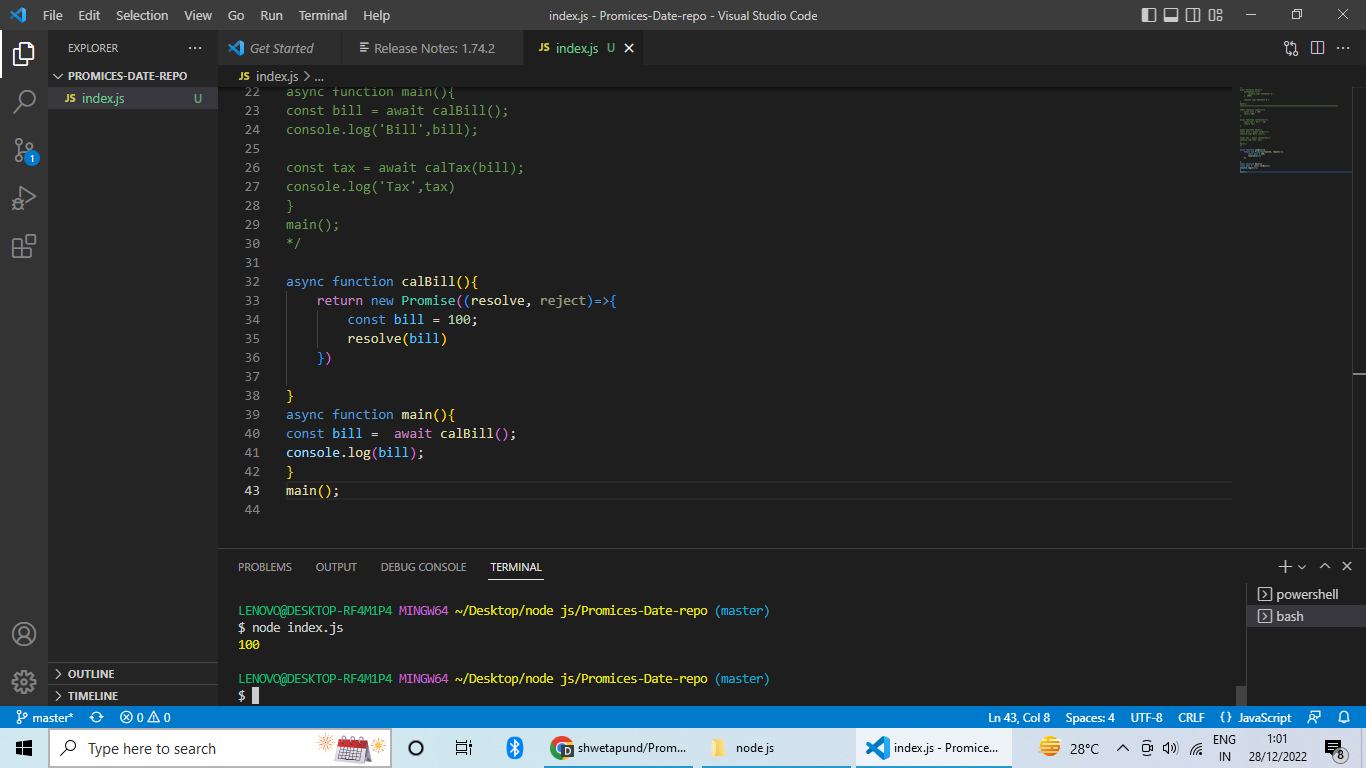 File Edit Selection View Go Run Terminal Help index.js - Promices-Date-repo - Visual Studio Code
EXPLORER ...
Get Started
Release Notes: 1.74.2
JS index.js U
PROMICES-DATE-REPO
JS index.js U
JS index.js > ...
22 async function main(){
23 const bill = await calBill();
24 console.log('Bill',bill);
25
26 const tax = await calTax(bill);
27 console.log('Tax',tax)
28 }
29 main();
30 */
31
32 async function calBill(){
33 return new Promise((resolve, reject)=>{
34 const bill = 100;
35 resolve(bill)
36 })
37
38 }
39 async function main(){
40 const bill =  await calBill();
41 console.log(bill);
42 }
43 main();
44
1
PROBLEMS OUTPUT DEBUG CONSOLE TERMINAL
LENOVO@DESKTOP-RF4M1P4 MINGW64 ~/Desktop/node js/Promices-Date-repo (master)
$ node index.js
100
LENOVO@DESKTOP-RF4M1P4 MINGW64 ~/Desktop/node js/Promices-Date-repo (master)
$
powershell
bash
OUTLINE
TIMELINE
master* 0 0 Ln 43, Col 8 Spaces: 4 UTF-8 CRLF {} JavaScript
Type here to search
shwetapund/Prom...
node js
index.js - Promice...
28°C
ENG
IN
1:01
28/12/2022
8